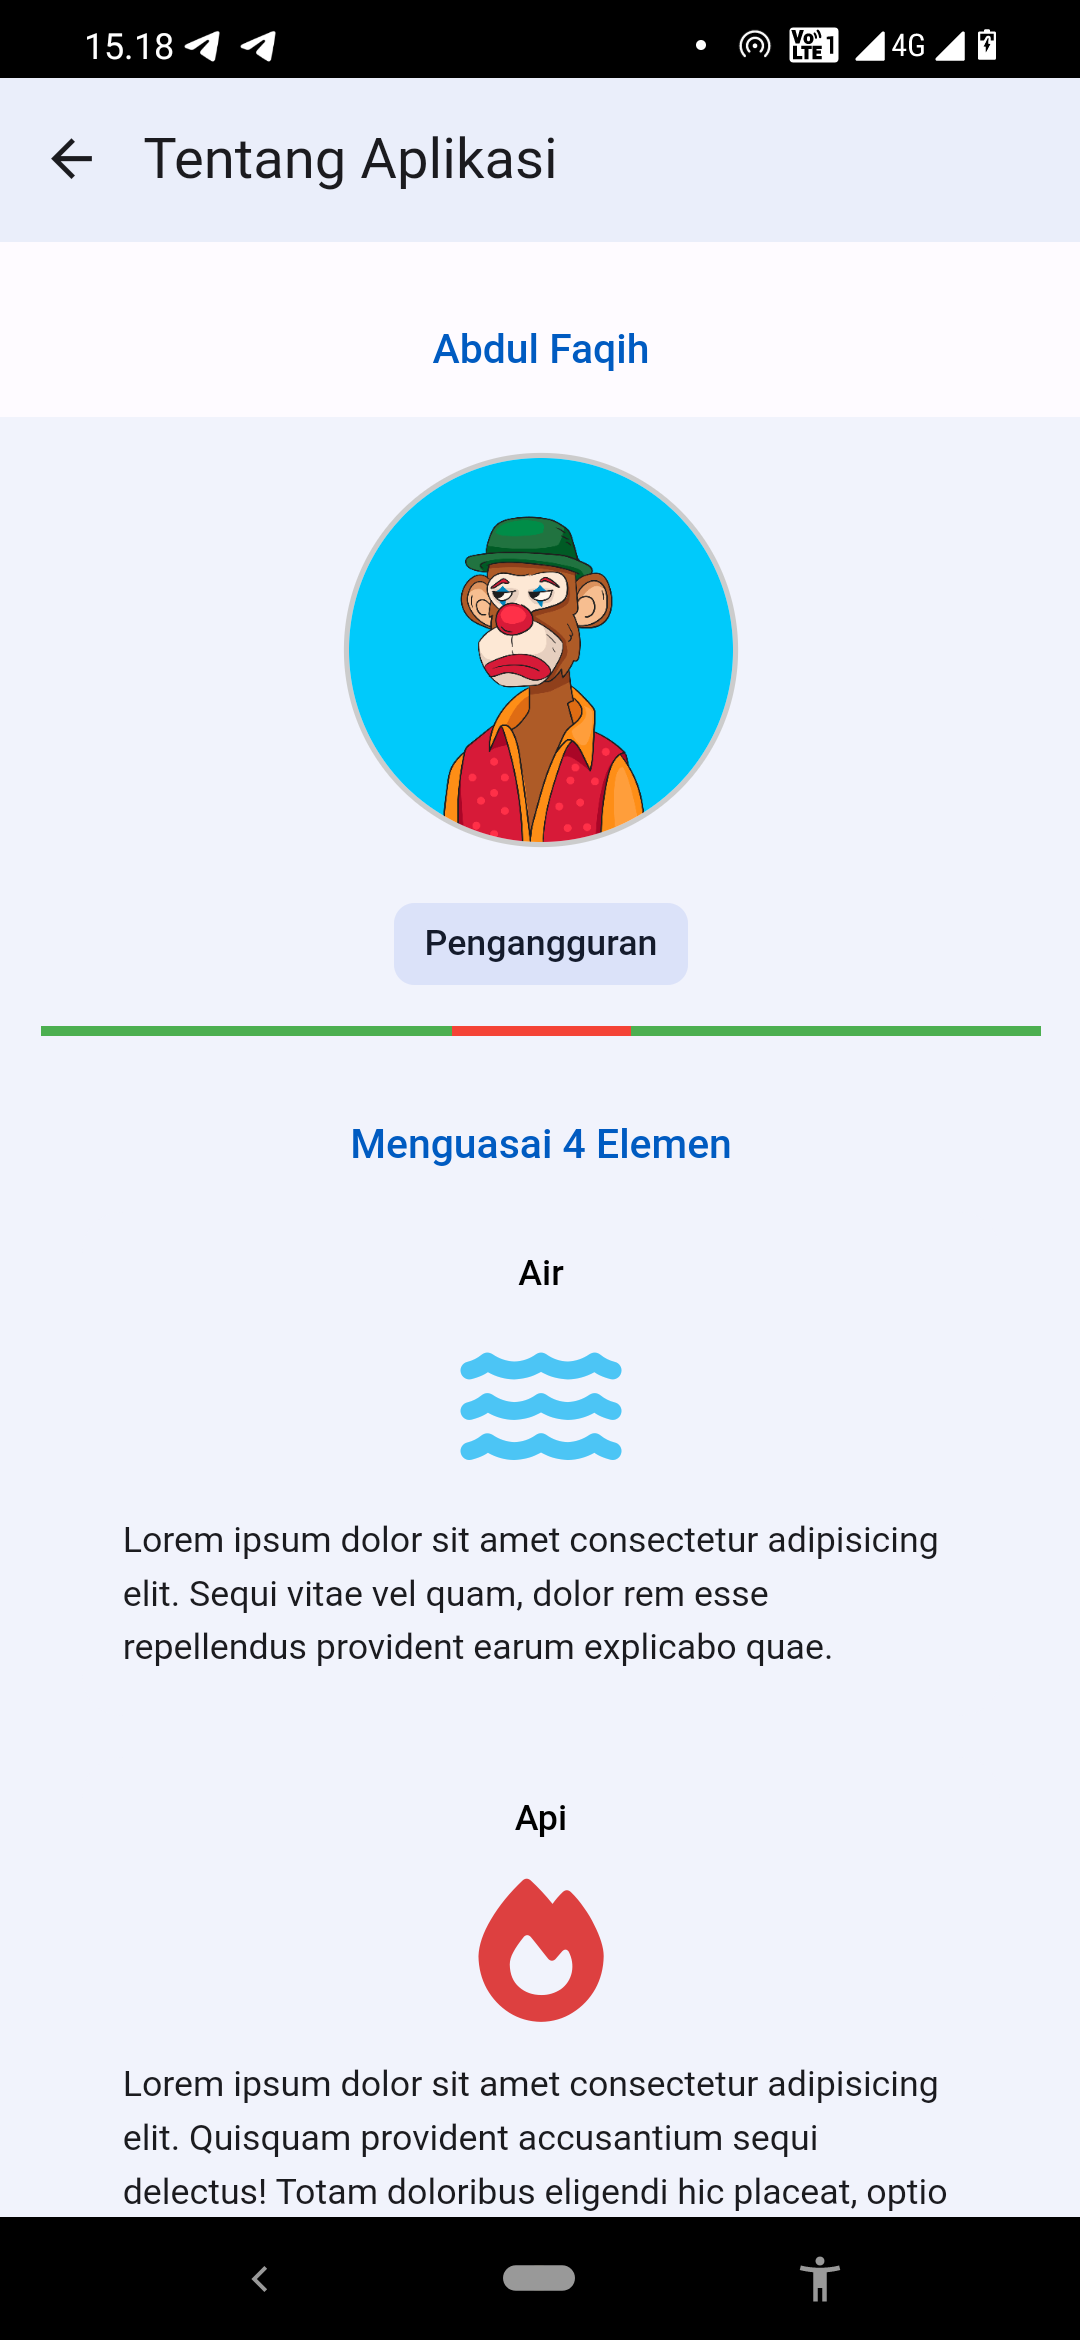 15.18
Vo LTE 1 4G
Tentang Aplikasi
Abdul Faqih
Pengangguran
Menguasai 4 Elemen
Air
Lorem ipsum dolor sit amet consectetur adipisicing
elit. Sequi vitae vel quam, dolor rem esse
repellendus provident earum explicabo quae.
Api
Lorem ipsum dolor sit amet consectetur adipisicing
elit. Quisquam provident accusantium sequi
delectus! Totam doloribus eligendi hic placeat, optio